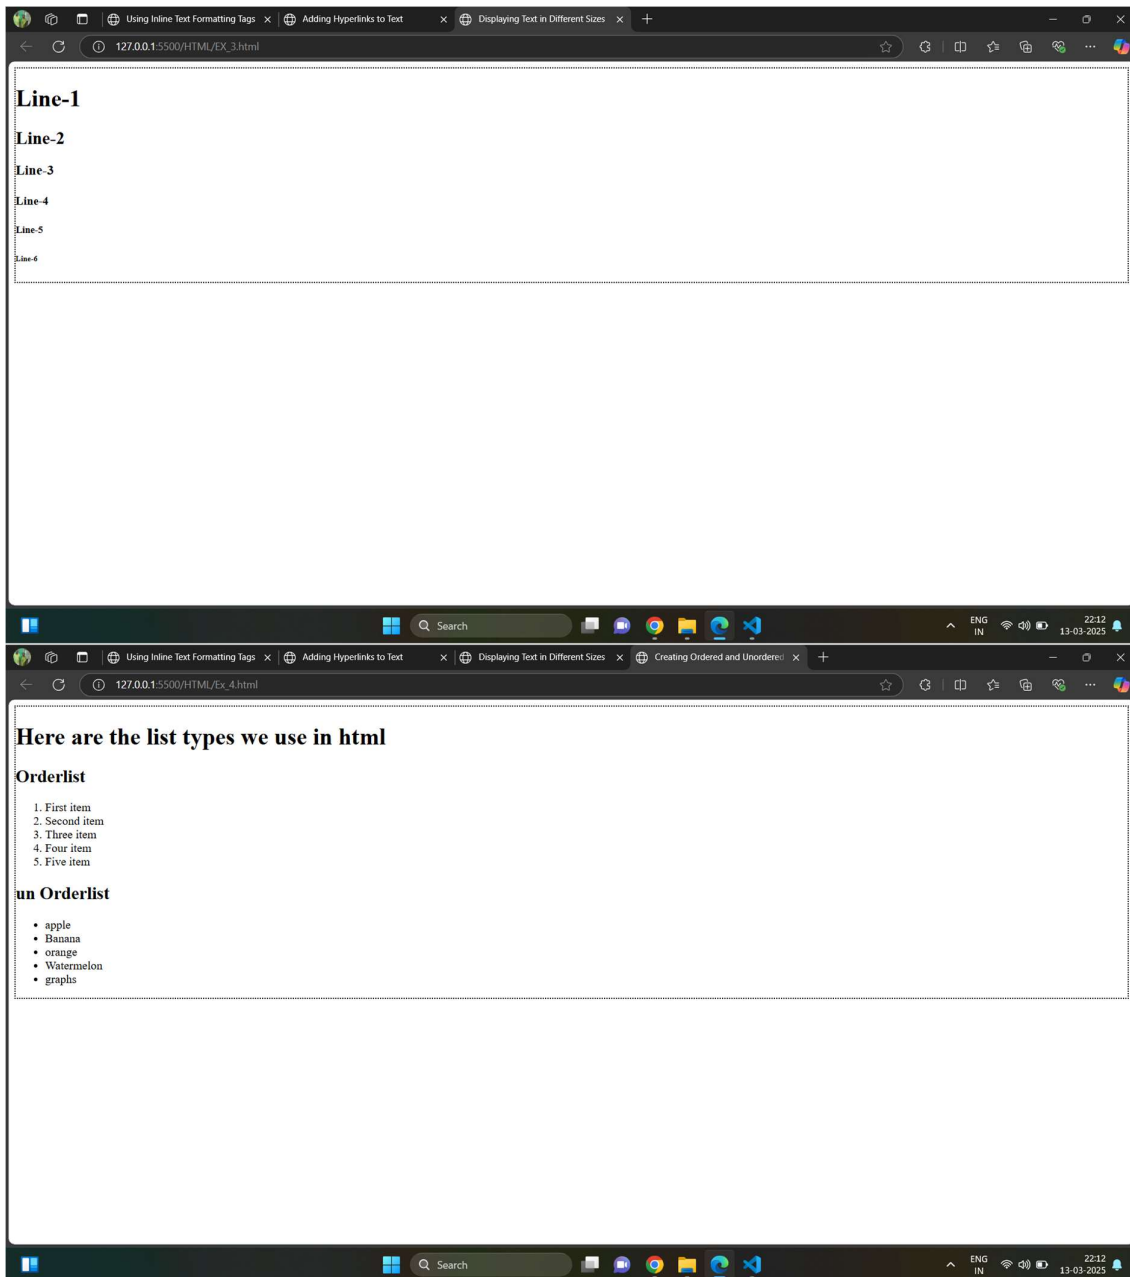 Using Inline Text Formatting Tags Adding Hyperlinks to Text Displaying Text in Different Sizes
127.0.0.1:5500/HTML/EX_3.html
Line-1
Line-2
Line-3
Line-4
Line-5
Line-6
Search ENG IN 22:12 13-03-2025
Using Inline Text Formatting Tags Adding Hyperlinks to Text Displaying Text in Different Sizes Creating Ordered and Unordered
127.0.0.1:5500/HTML/Ex_4.html
Here are the list types we use in html
Orderlist
1. First item
2. Second item
3. Three item
4. Four item
5. Five item
un Orderlist
• apple
• Banana
• orange
• Watermelon
• graphs
Search ENG IN 22:12 13-03-2025